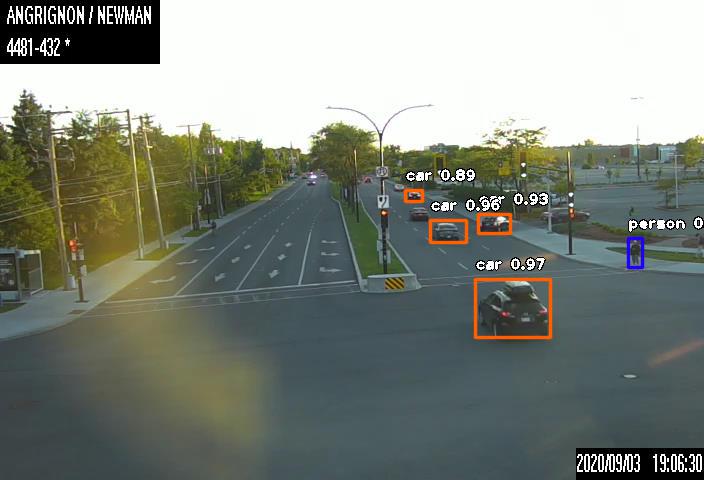 ANGRIGNON / NEWMAN
4481-432 *
car 0.89
car 0.96
car 0.93
person 0
car 0.97
2020/09/03 19:06:30